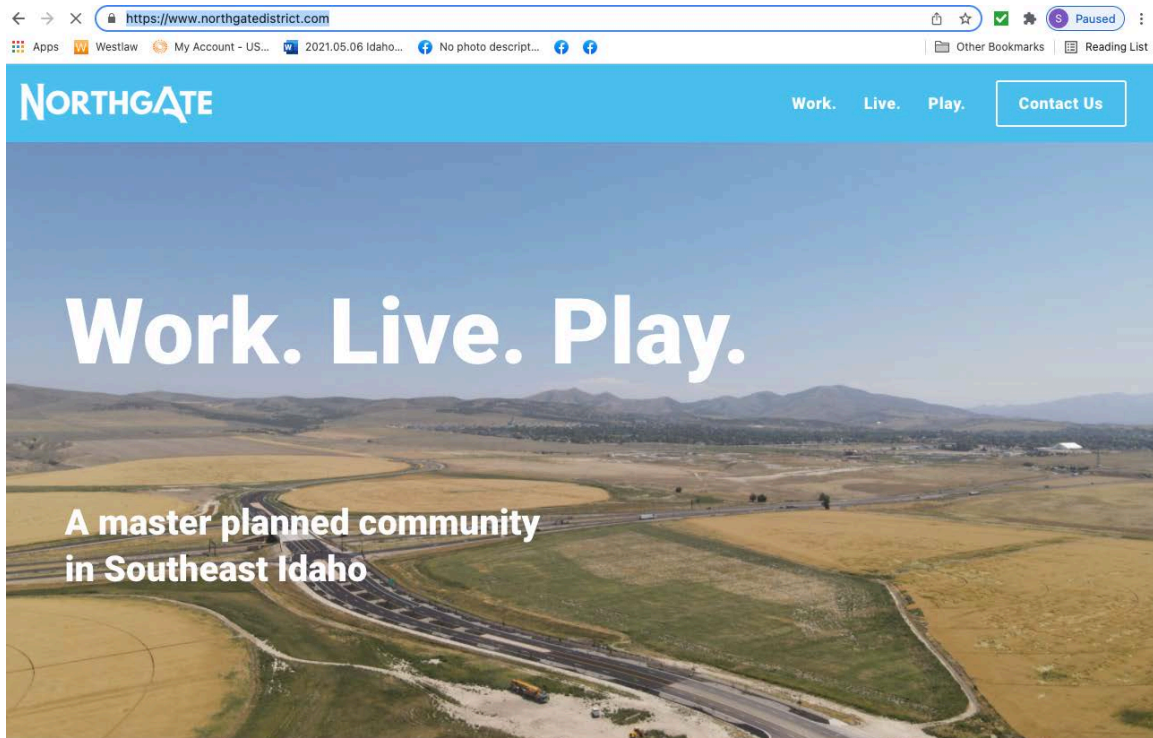 https://www.northgatedistrict.com
S Paused
Apps Westlaw My Account - US... 2021.05.06 Idaho... No photo descript... Other Bookmarks Reading List
NORTHGATE Work. Live. Play. Contact Us
Work. Live. Play.
A master planned community
in Southeast Idaho